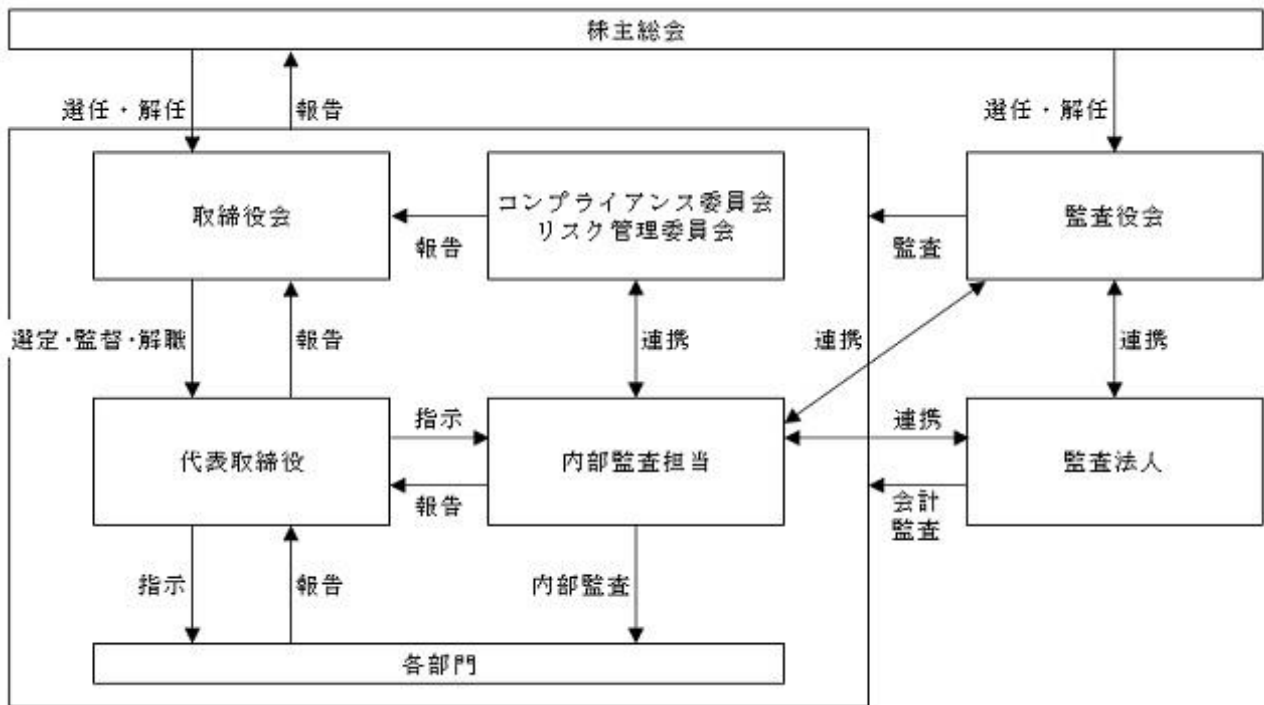 株主総会
選任・解任
報告
選任・解任
取締役会
コンプライアンス委員会
リスク管理委員会
監査役会
報告
監査
選定・監督・解職
報告
連携
連携
連携
代表取締役
指示
内部監査担当
連携
監査法人
報告
会計
監査
指示
報告
内部監査
各部門